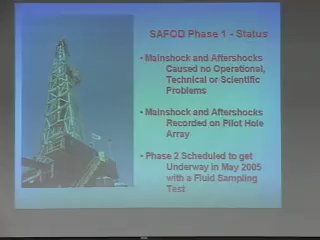 SAFOD Phase 1 - Status
• Mainshock and Aftershocks
Caused no Operational,
Technical or Scientific
Problems
• Mainshock and Aftershocks
Recorded on Pilot Hole
Array
• Phase 2 Scheduled to get
Underway in May 2005
with a Fluid Sampling
Test